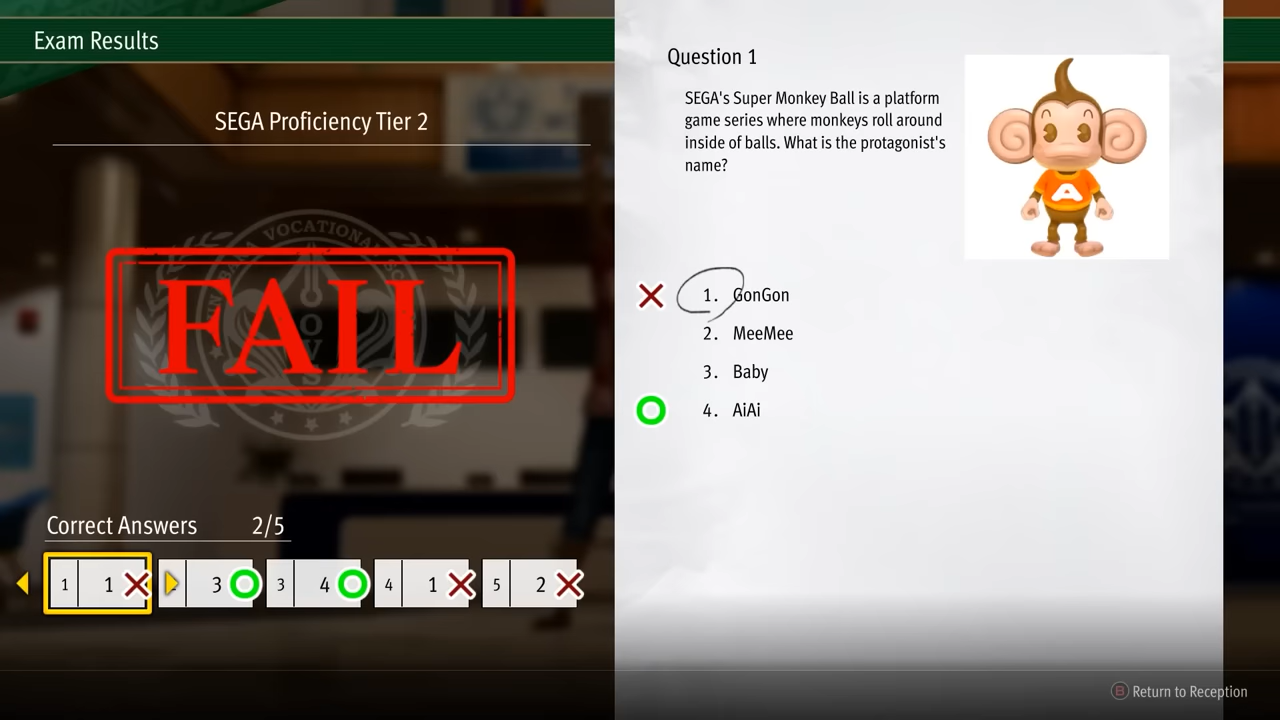 Exam Results
SEGA Proficiency Tier 2
VOCATIONAL
FAIL
Correct Answers 2/5
1 1
3
3 4
4 1
5 2
Question 1
SEGA's Super Monkey Ball is a platform
game series where monkeys roll around
inside of balls. What is the protagonist's
name?
A
1. GonGon
2. MeeMee
3. Baby
4. AiAi
B Return to Reception